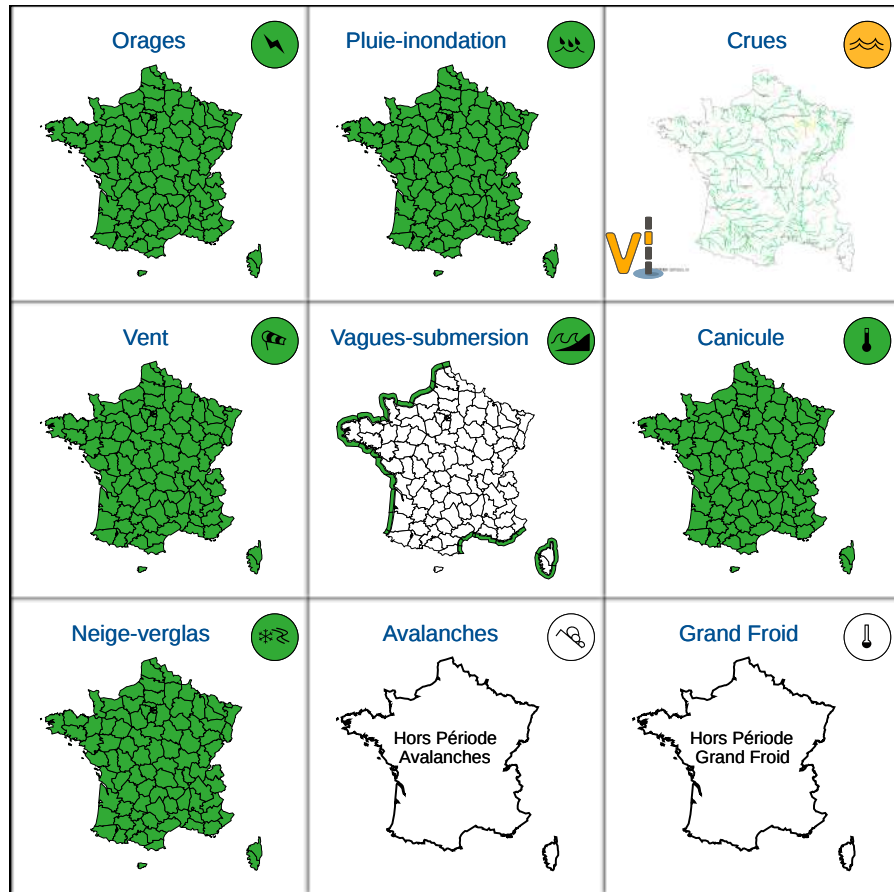 Orages
Pluie-inondation
Crues
Vi
Vent
Vagues-submersion
Canicule
Neige-verglas
Avalanches
Grand Froid
Hors Période
Avalanches
Hors Période
Grand Froid